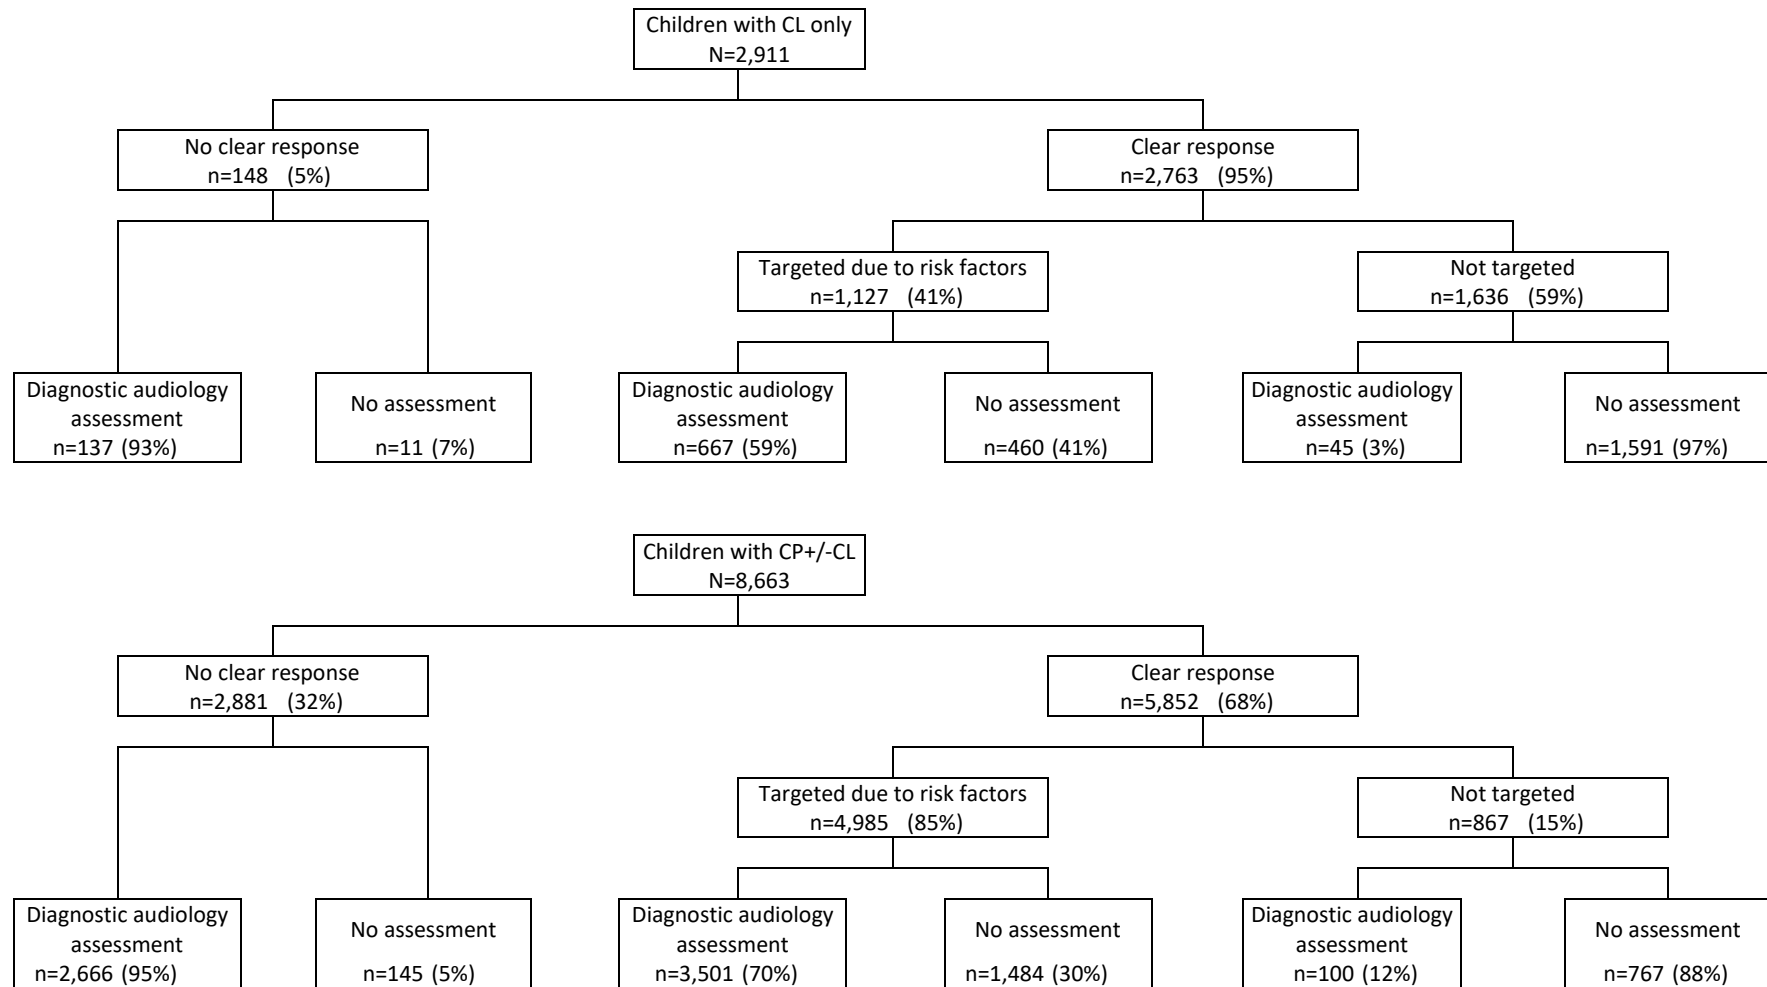 Children with CL only
N=2,911
No clear response
n=148 (5%)
Clear response
n=2,763 (95%)
Targeted due to risk factors
n=1,127 (41%)
Not targeted
n=1,636 (59%)
Diagnostic audiology
assessment
n=137 (93%)
No assessment
n=11 (7%)
Diagnostic audiology
assessment
n=667 (59%)
No assessment
n=460 (41%)
Diagnostic audiology
assessment
n=45 (3%)
No assessment
n=1,591 (97%)
Children with CP+/-CL
N=8,663
No clear response
n=2,881 (32%)
Clear response
n=5,852 (68%)
Targeted due to risk factors
n=4,985 (85%)
Not targeted
n=867 (15%)
Diagnostic audiology
assessment
n=2,666 (95%)
No assessment
n=145 (5%)
Diagnostic audiology
assessment
n=3,501 (70%)
No assessment
n=1,484 (30%)
Diagnostic audiology
assessment
n=100 (12%)
No assessment
n=767 (88%)